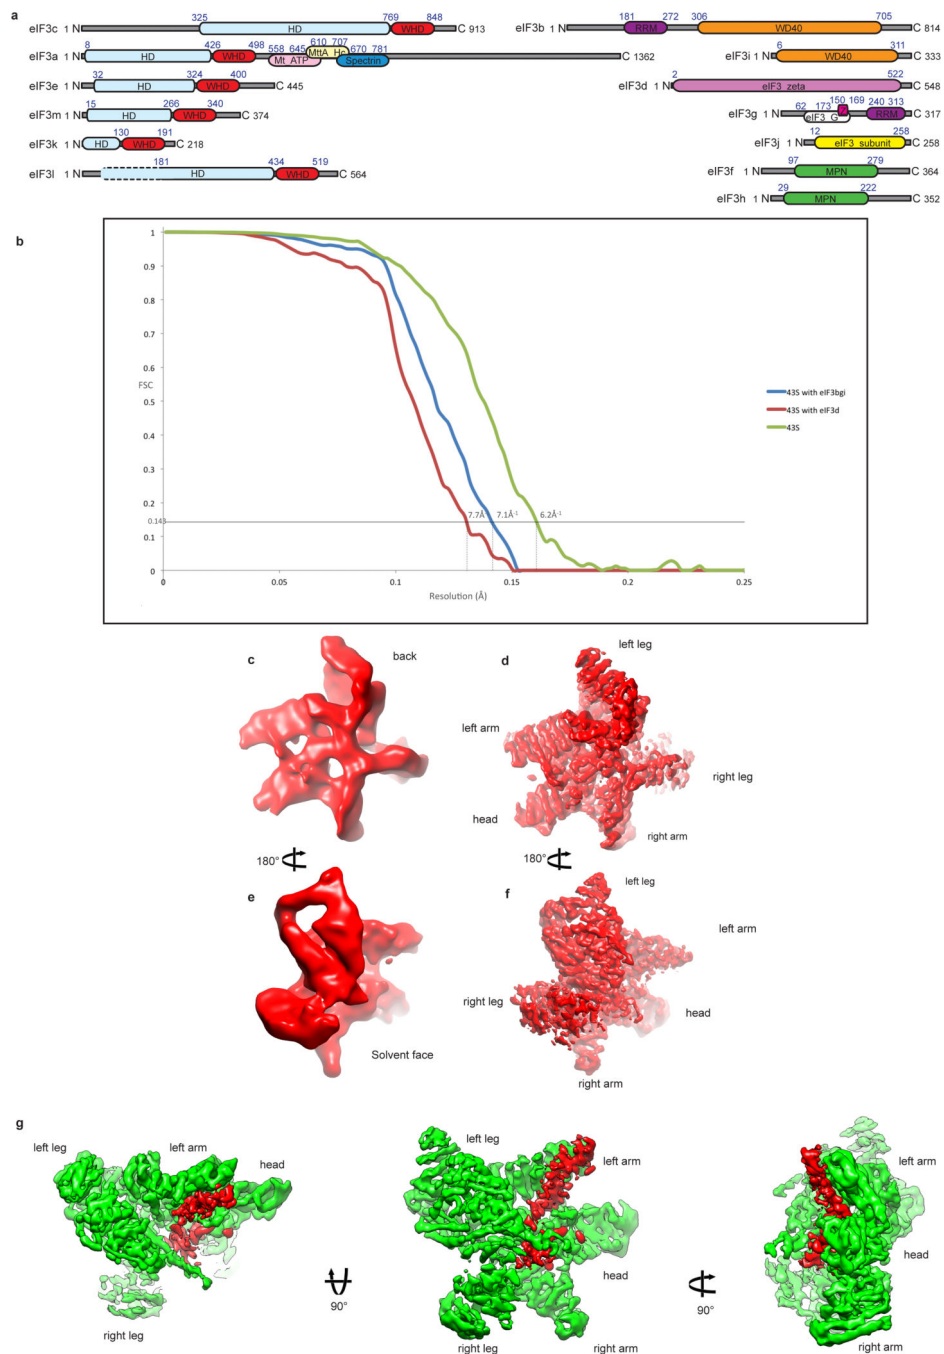 a
325 769 848
eIF3c 1 N HD WHD C 913
8 426 498 558 645 610 707 670 781
eIF3a 1 N HD WHD Mt_ATP MttA_Hc Spectrin C 1362
32 324 400
eIF3e 1 N HD WHD C 445
15 266 340
eIF3m 1 N HD WHD C 374
130 191
eIF3k 1 N HD WHD C 218
181 434 519
eIF3l 1 N HD WHD C 564
181 272 306 705
eIF3b 1 N RRM WD40 C 814
6 311
eIF3i 1 N WD40 C 333
2 522
eIF3d 1 N eIF3_zeta C 548
62 173 150 169 240 313
eIF3g 1 N eIF3_G Z RRM C 317
12 258
eIF3j 1 N eIF3_subunit C 258
97 279
eIF3f 1 N MPN C 364
29 222
eIF3h 1 N MPN C 352
b
1
0.9
0.8
0.7
0.6
FSC
0.5
0.4
0.3
0.2
0.143
0.1
0
7.7Å 7.1Å-1 6.2Å-1
43S with eIF3bgi
43S with eIF3d
43S
0 0.05 0.1 0.15 0.2 0.25
Resolution (Å)
c
back
d
left leg
left arm
right leg
head
right arm
180°
180°
e
Solvent face
f
left leg
left arm
right leg
head
right arm
g
left leg
left arm
head
right leg
90°
left leg
left arm
head
right leg
right arm
90°
left arm
head
right arm